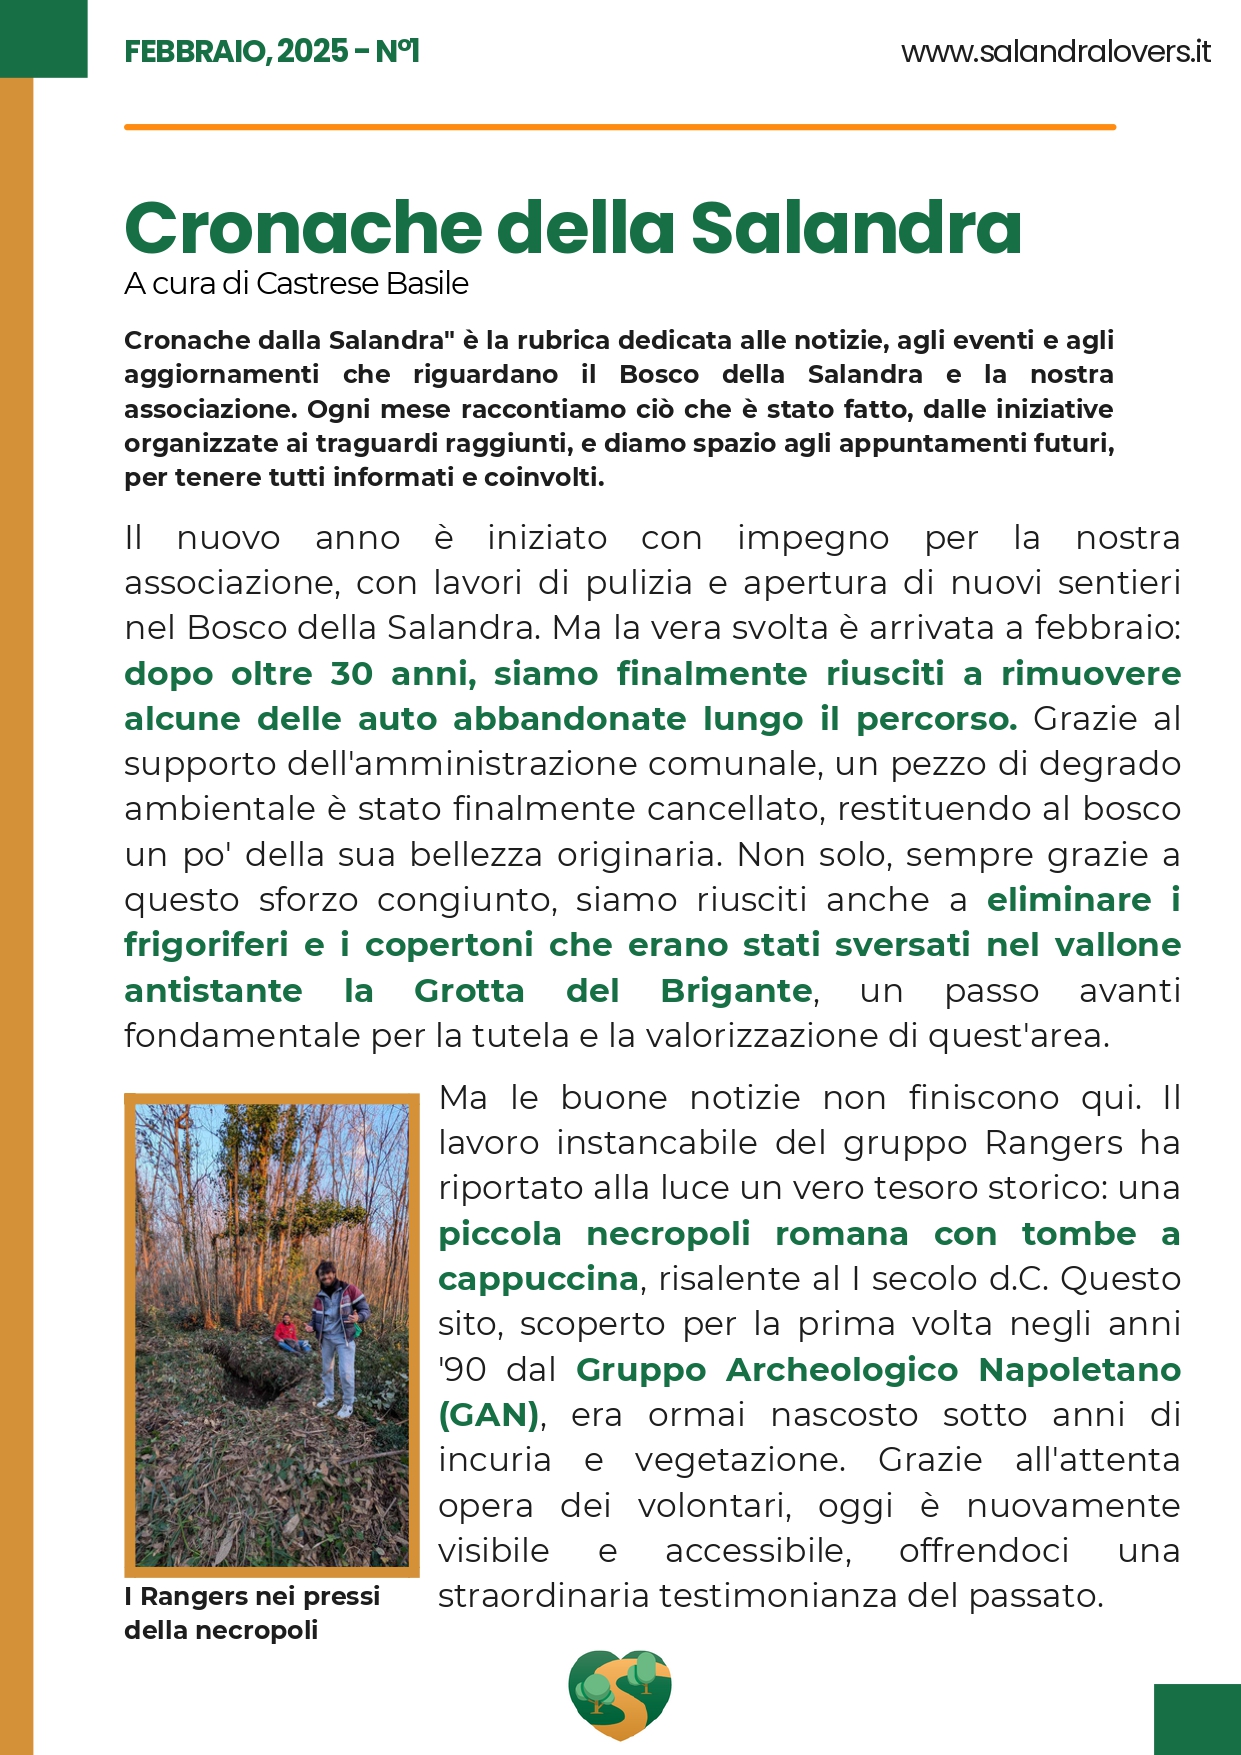 FEBBRAIO, 2025 – N°1
www.salandralovers.it
Cronache della Salandra
A cura di Castrese Basile
Cronache dalla Salandra" è la rubrica dedicata alle notizie, agli eventi e agli
aggiornamenti che riguardano il Bosco della Salandra e la nostra
associazione. Ogni mese raccontiamo ciò che è stato fatto, dalle iniziative
organizzate ai traguardi raggiunti, e diamo spazio agli appuntamenti futuri,
per tenere tutti informati e coinvolti.
Il nuovo anno è iniziato con impegno per la nostra
associazione, con lavori di pulizia e apertura di nuovi sentieri
nel Bosco della Salandra. Ma la vera svolta è arrivata a febbraio:
dopo oltre 30 anni, siamo finalmente riusciti a rimuovere
alcune delle auto abbandonate lungo il percorso. Grazie al
supporto dell'amministrazione comunale, un pezzo di degrado
ambientale è stato finalmente cancellato, restituendo al bosco
un po' della sua bellezza originaria. Non solo, sempre grazie a
questo sforzo congiunto, siamo riusciti anche a eliminare i
frigoriferi e i copertoni che erano stati sversati nel vallone
antistante la Grotta del Brigante, un passo avanti
fondamentale per la tutela e la valorizzazione di quest'area.
Ma le buone notizie non finiscono qui. Il
lavoro instancabile del gruppo Rangers ha
riportato alla luce un vero tesoro storico: una
piccola necropoli romana con tombe a
cappuccina, risalente al I secolo d.C. Questo
sito, scoperto per la prima volta negli anni
'90 dal Gruppo Archeologico Napoletano
(GAN), era ormai nascosto sotto anni di
incuria e vegetazione. Grazie all'attenta
opera dei volontari, oggi è nuovamente
visibile e accessibile, offrendoci una
straordinaria testimonianza del passato.
I Rangers nei pressi
della necropoli